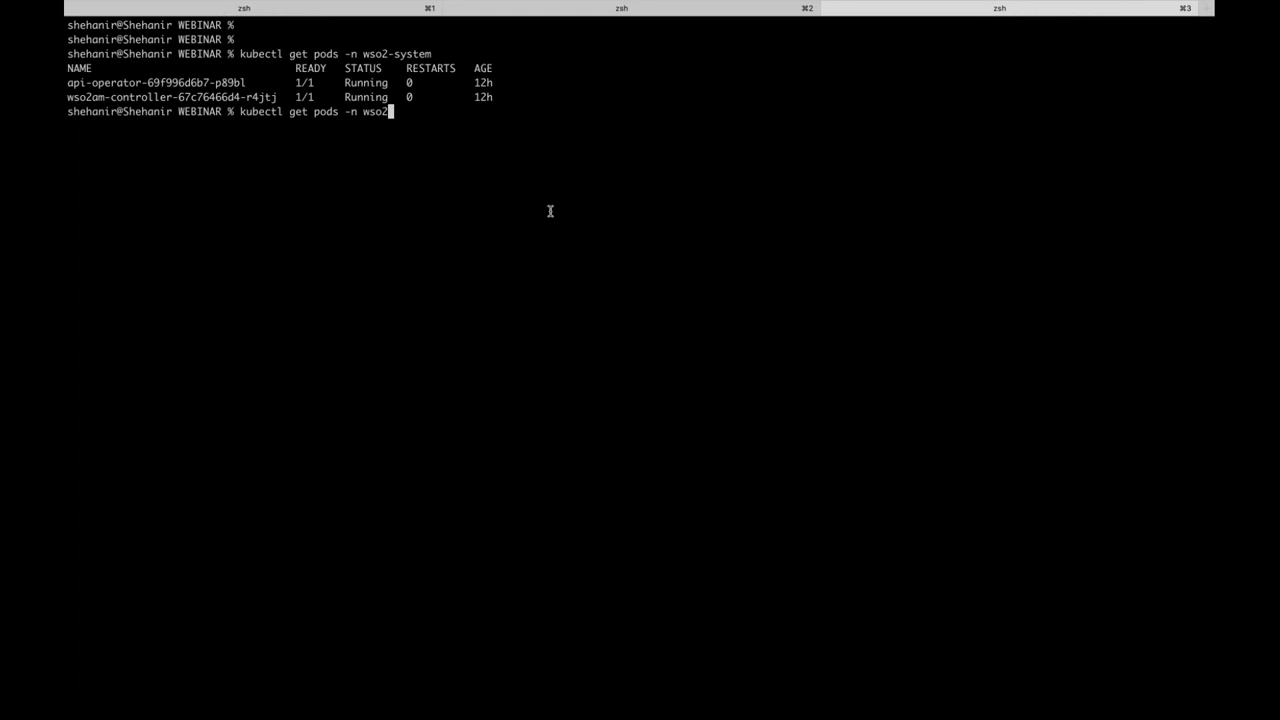 zsh ⌘1 zsh ⌘2 zsh ⌘3
shehanir@Shehanir WEBINAR %
shehanir@Shehanir WEBINAR %
shehanir@Shehanir WEBINAR % kubectl get pods -n wso2-system
NAME READY STATUS RESTARTS AGE
api-operator-69f996d6b7-p89bl 1/1 Running 0 12h
wso2am-controller-67c76466d4-r4jtj 1/1 Running 0 12h
shehanir@Shehanir WEBINAR % kubectl get pods -n wso2